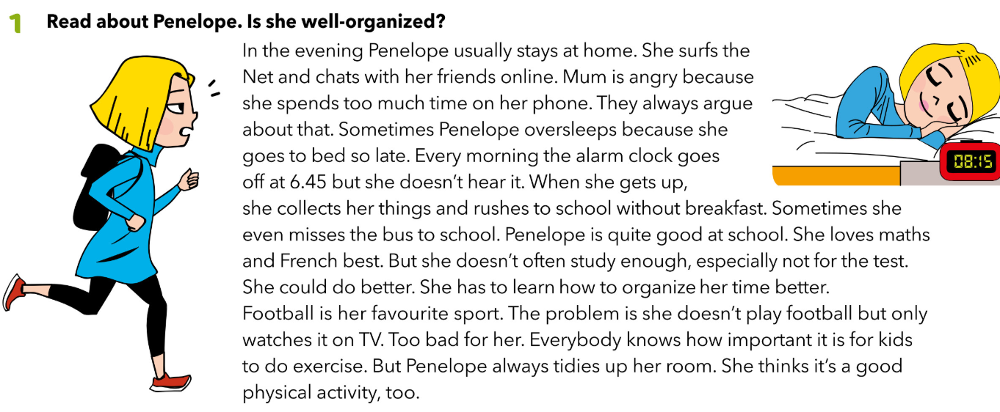 1 Read about Penelope. Is she well-organized?
In the evening Penelope usually stays at home. She surfs the
Net and chats with her friends online. Mum is angry because
she spends too much time on her phone. They always argue
about that. Sometimes Penelope oversleeps because she
goes to bed so late. Every morning the alarm clock goes
off at 6.45 but she doesn't hear it. When she gets up,
08:15
she collects her things and rushes to school without breakfast. Sometimes she
even misses the bus to school. Penelope is quite good at school. She loves maths
and French best. But she doesn't often study enough, especially not for the test.
She could do better. She has to learn how to organize her time better.
Football is her favourite sport. The problem is she doesn't play football but only
watches it on TV. Too bad for her. Everybody knows how important it is for kids
to do exercise. But Penelope always tidies up her room. She thinks it's a good
physical activity, too.